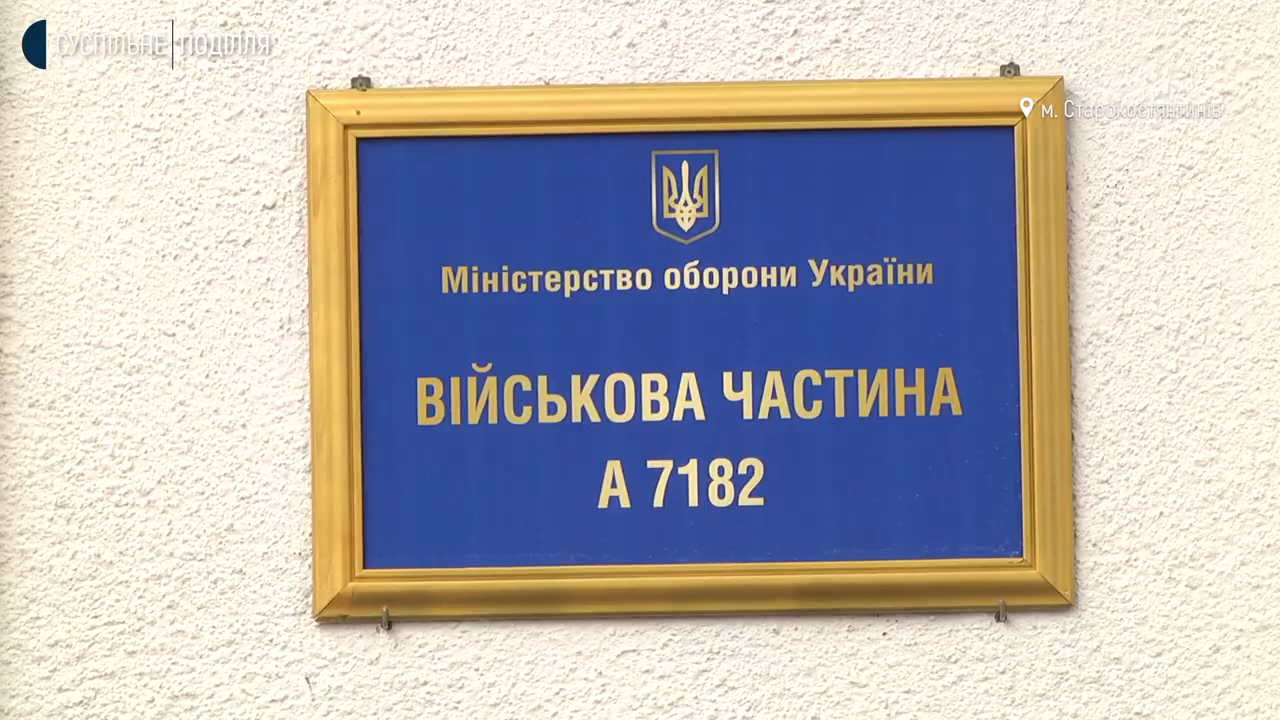 СУСПІЛЬНЕ ПОДІЛЛЯ
м. Старокостянтинів
Міністерство оборони України
ВІЙСЬКОВА ЧАСТИНА
А 7182